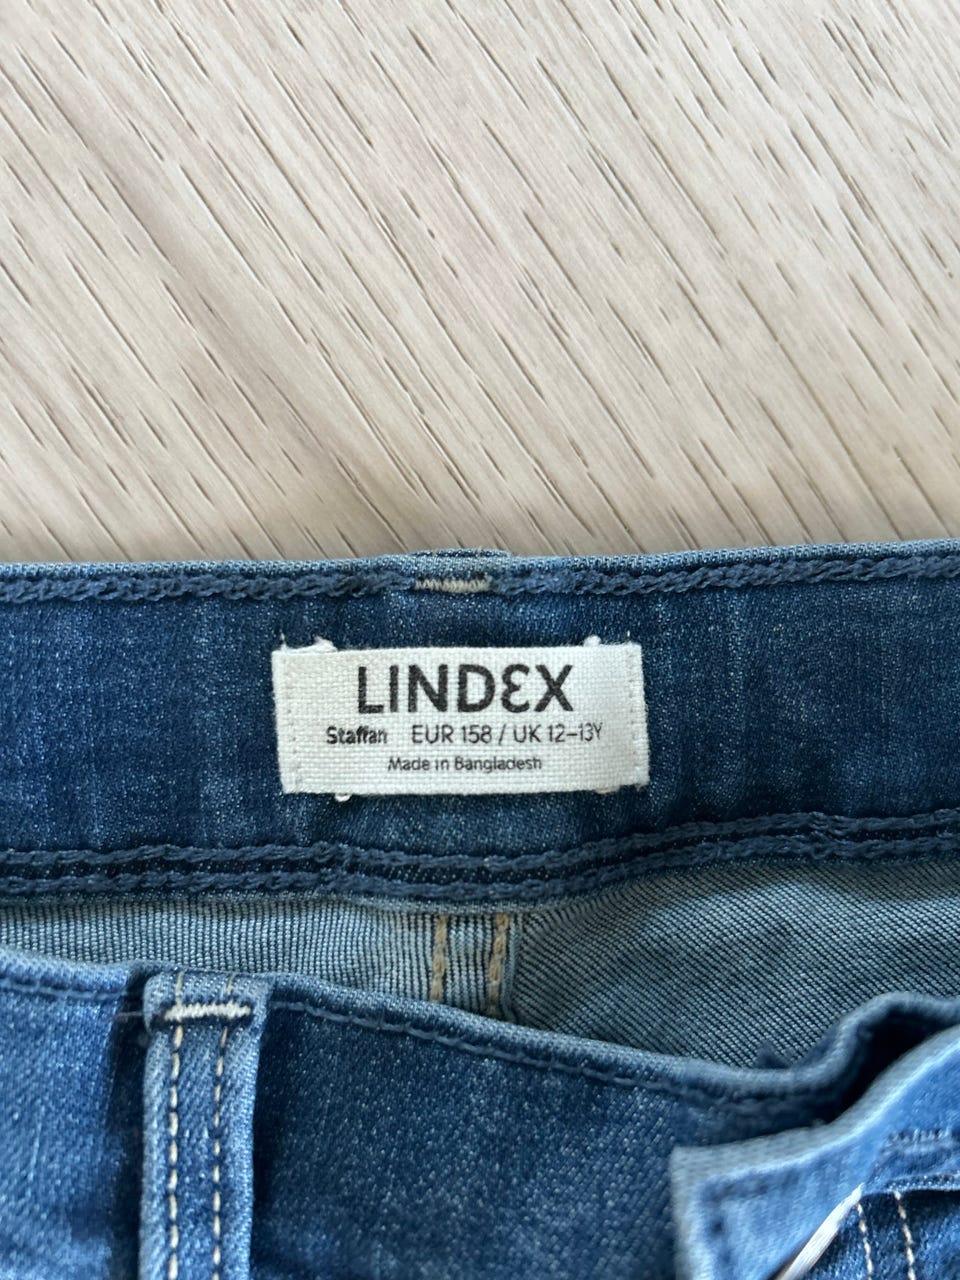 LINDEX
Staffan EUR 158 / UK 12-13Y
Made in Bangladesh